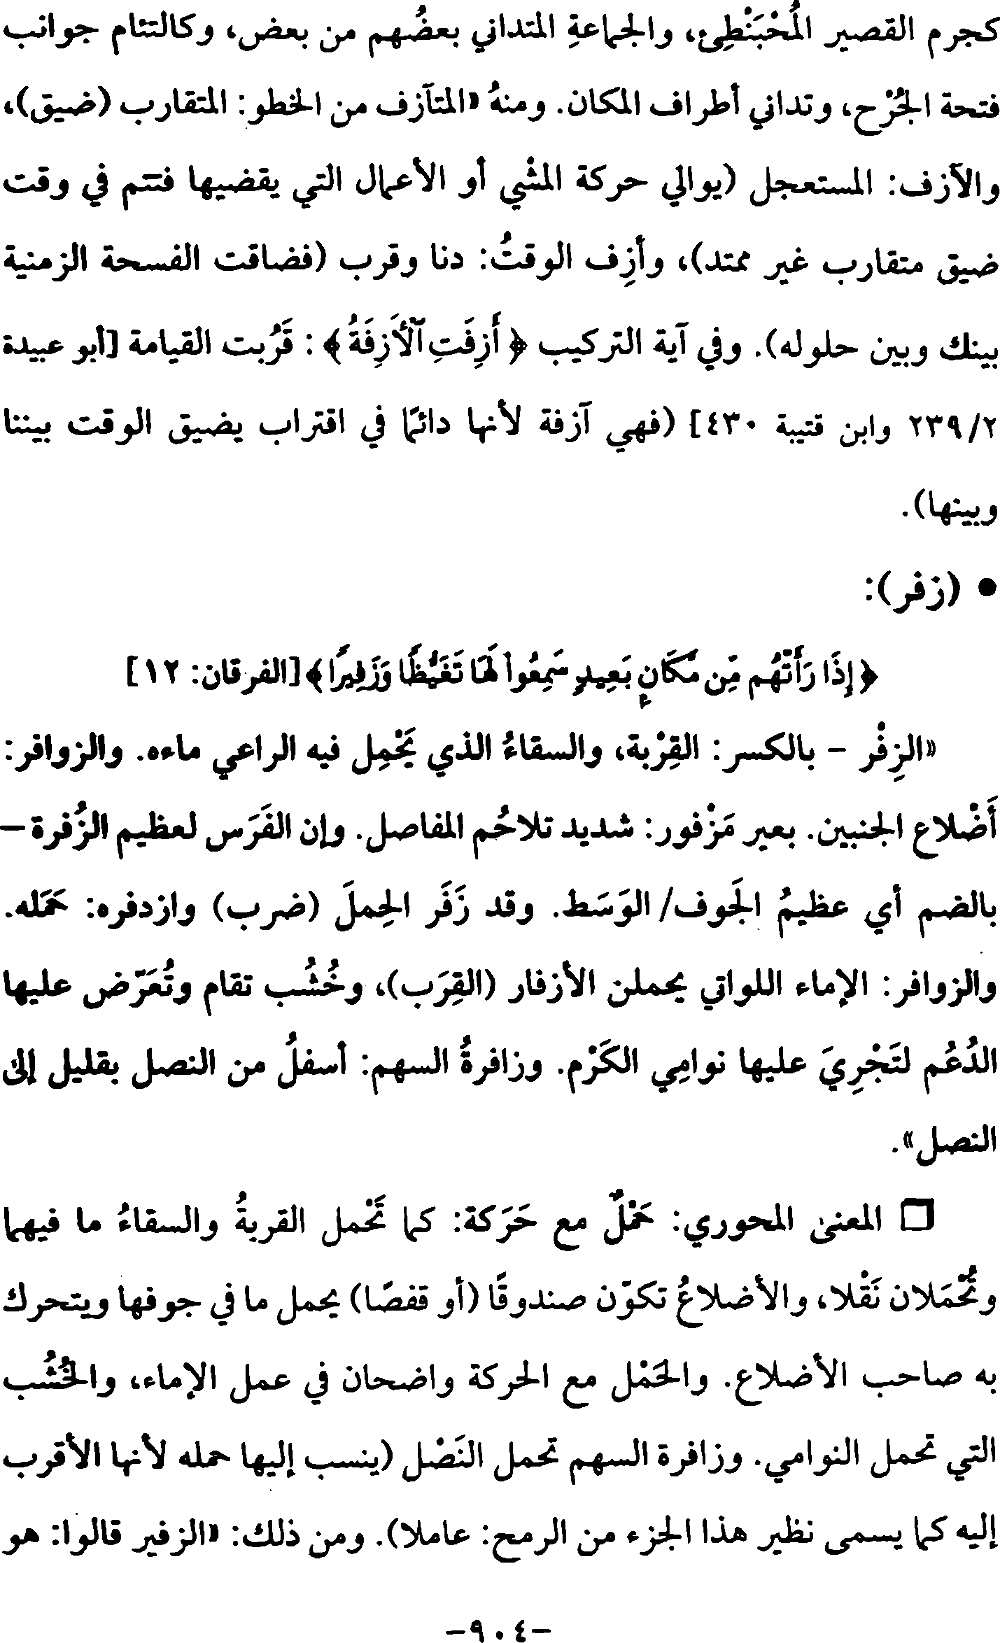 كجرم القصير المُحْبَنْطِئ، والجماعةِ المتداني بعضُهم من بعض، وكالتئام جوانب
فتحة الجُرْح، وتداني أطراف المكان. ومنهُ «المتآزف من الخطو: المتقارب (ضيق)،
والآزف: المستعجل (يوالي حركة المشْي أو الأعمال التي يقضيها فتتم في وقت
ضيق متقارب غير ممتد)، وأزِف الوقتُ: دنا وقرب (فضاقت الفسحة الزمنية
بينك وبين حلوله). وفي آية التركيب ﴿ أَزِفَتِ ٱلْأَزِفَةُ ﴾ : قَرُبت القيامة [أبو عبيدة
٢/ ٢٣٩ وابن قتيبة ٤٣٠] (فهي آزفة لأنها دائمًا في اقتراب يضيق الوقت بيننا
وبينها).
• (زفر):
﴿ إِذَا رَأَتْهُم مِّن مَّكَانٍۭ بَعِيدٍ سَمِعُوا۟ لَهَا تَغَيُّظًا وَزَفِيرًا ﴾ [الفرقان: ١٢]
«الزِفْر - بالكسر: القِرْبة، والسقاءُ الذي يَحْمِل فيه الراعي ماءه. والزوافر:
أَضْلاع الجنبين. بعير مَزْفور: شديد تلاحُم المفاصل. وإن الفَرَس لعظيم الزُفرة –
بالضم أي عظيمُ الجَوف/ الوَسَط. وقد زَفَر الحِملَ (ضرب) وازدفره: حَمَله.
والزوافر: الإماء اللواتي يحملن الأزفار (القِرَب)، وخُشُب تقام وتُعَرّض عليها
الدُعُم لتَجْرِيَ عليها نوامِي الكَرْم. وزافرةُ السهم: أسفلُ من النصل بقليل إلى
النصل».
□ المعنى المحوري: حَمْلٌ مع حَرَكة: كما تَحْمل القربةُ والسقاءُ ما فيهما
وتُحْمَلان نَقْلا، والأضلاعُ تكوّن صندوقًا (أو قفصًا) يحمل ما في جوفها ويتحرك
به صاحب الأضلاع. والحَمْل مع الحركة واضحان في عمل الإماء، والخُشُب
التي تحمل النوامي. وزافرة السهم تحمل النَصْل (ينسب إليها حمله لأنها الأقرب
إليه كما يسمى نظير هذا الجزء من الرمح: عاملا). ومن ذلك: «الزفير قالوا: هو
-٩٠٤-